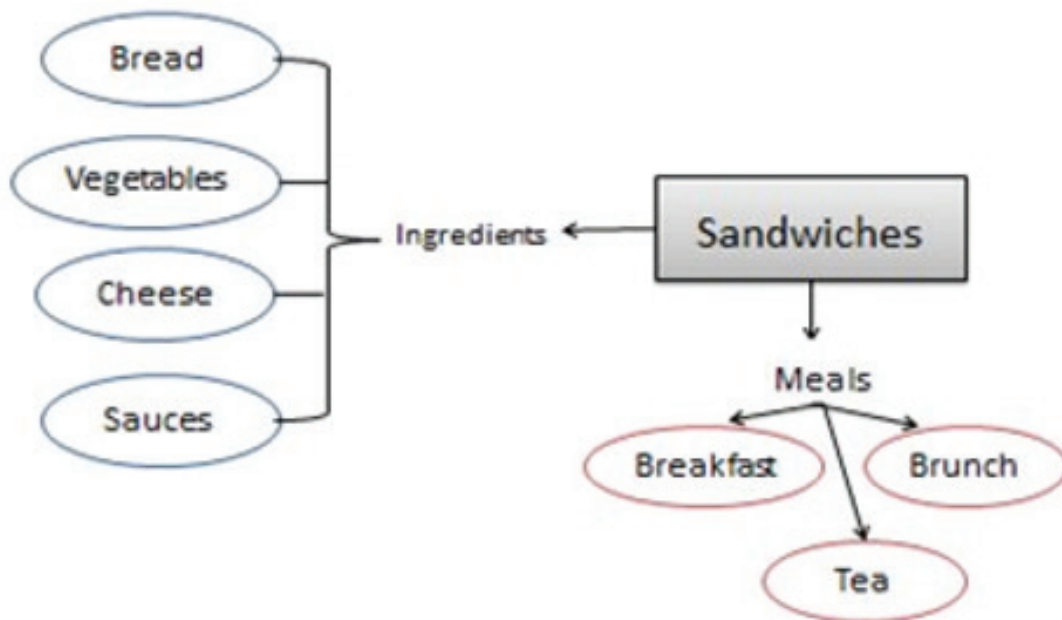 Bread
Vegetables
Cheese
Sauces
Ingredients
Sandwiches
Meals
Breakfast
Brunch
Tea